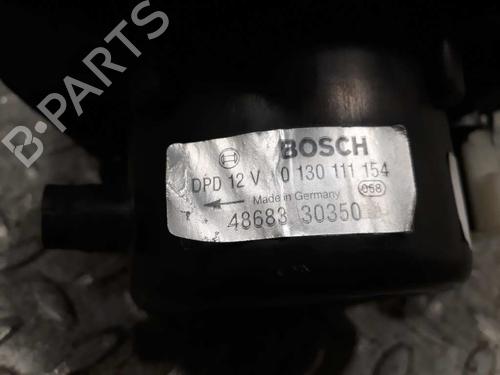 BOSCH
DPD 12 V 0 130 111 154
Made in Germany 058
48683 30350
B-PARTS